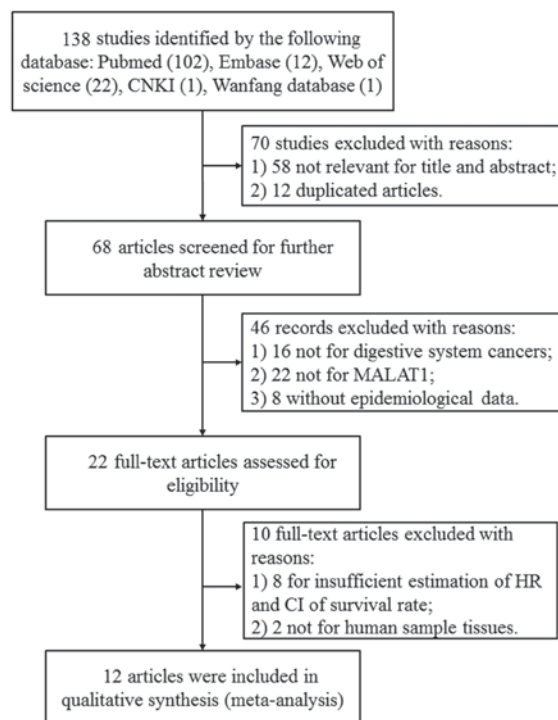 138 studies identified by the following
database: Pubmed (102), Embase (12), Web of
science (22), CNKI (1), Wanfang database (1)
70 studies excluded with reasons:
1) 58 not relevant for title and abstract;
2) 12 duplicated articles.
68 articles screened for further
abstract review
46 records excluded with reasons:
1) 16 not for digestive system cancers;
2) 22 not for MALAT1;
3) 8 without epidemiological data.
22 full-text articles assessed for
eligibility
10 full-text articles excluded with
reasons:
1) 8 for insufficient estimation of HR
and CI of survival rate;
2) 2 not for human sample tissues.
12 articles were included in
qualitative synthesis (meta-analysis)